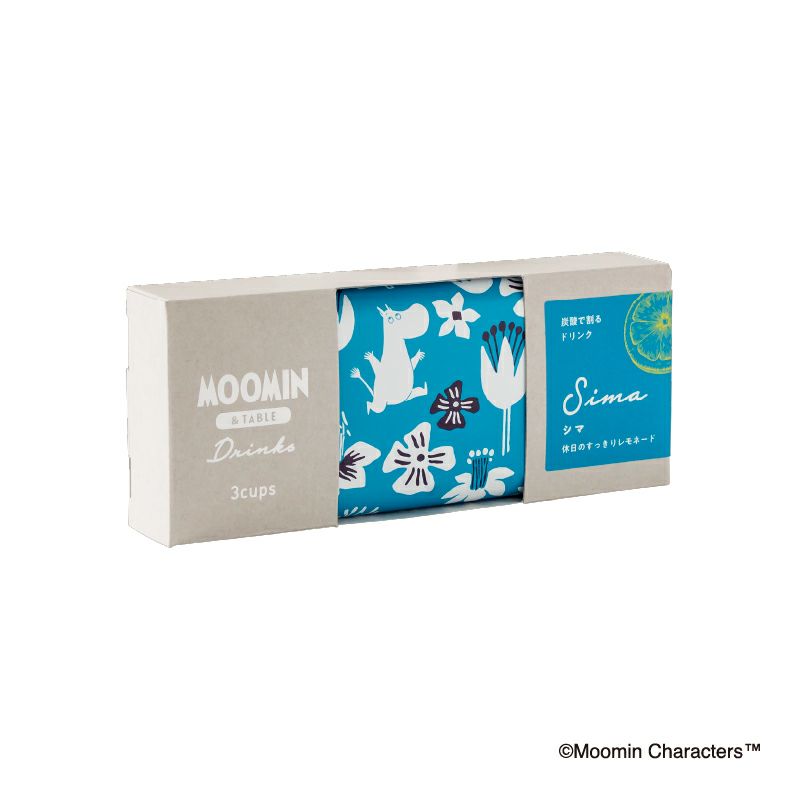 MOOMIN
& TABLE
Drinks
3cups
炭酸で割る
ドリンク
Sima
シマ
休日のすっきりレモネード
©Moomin Characters™